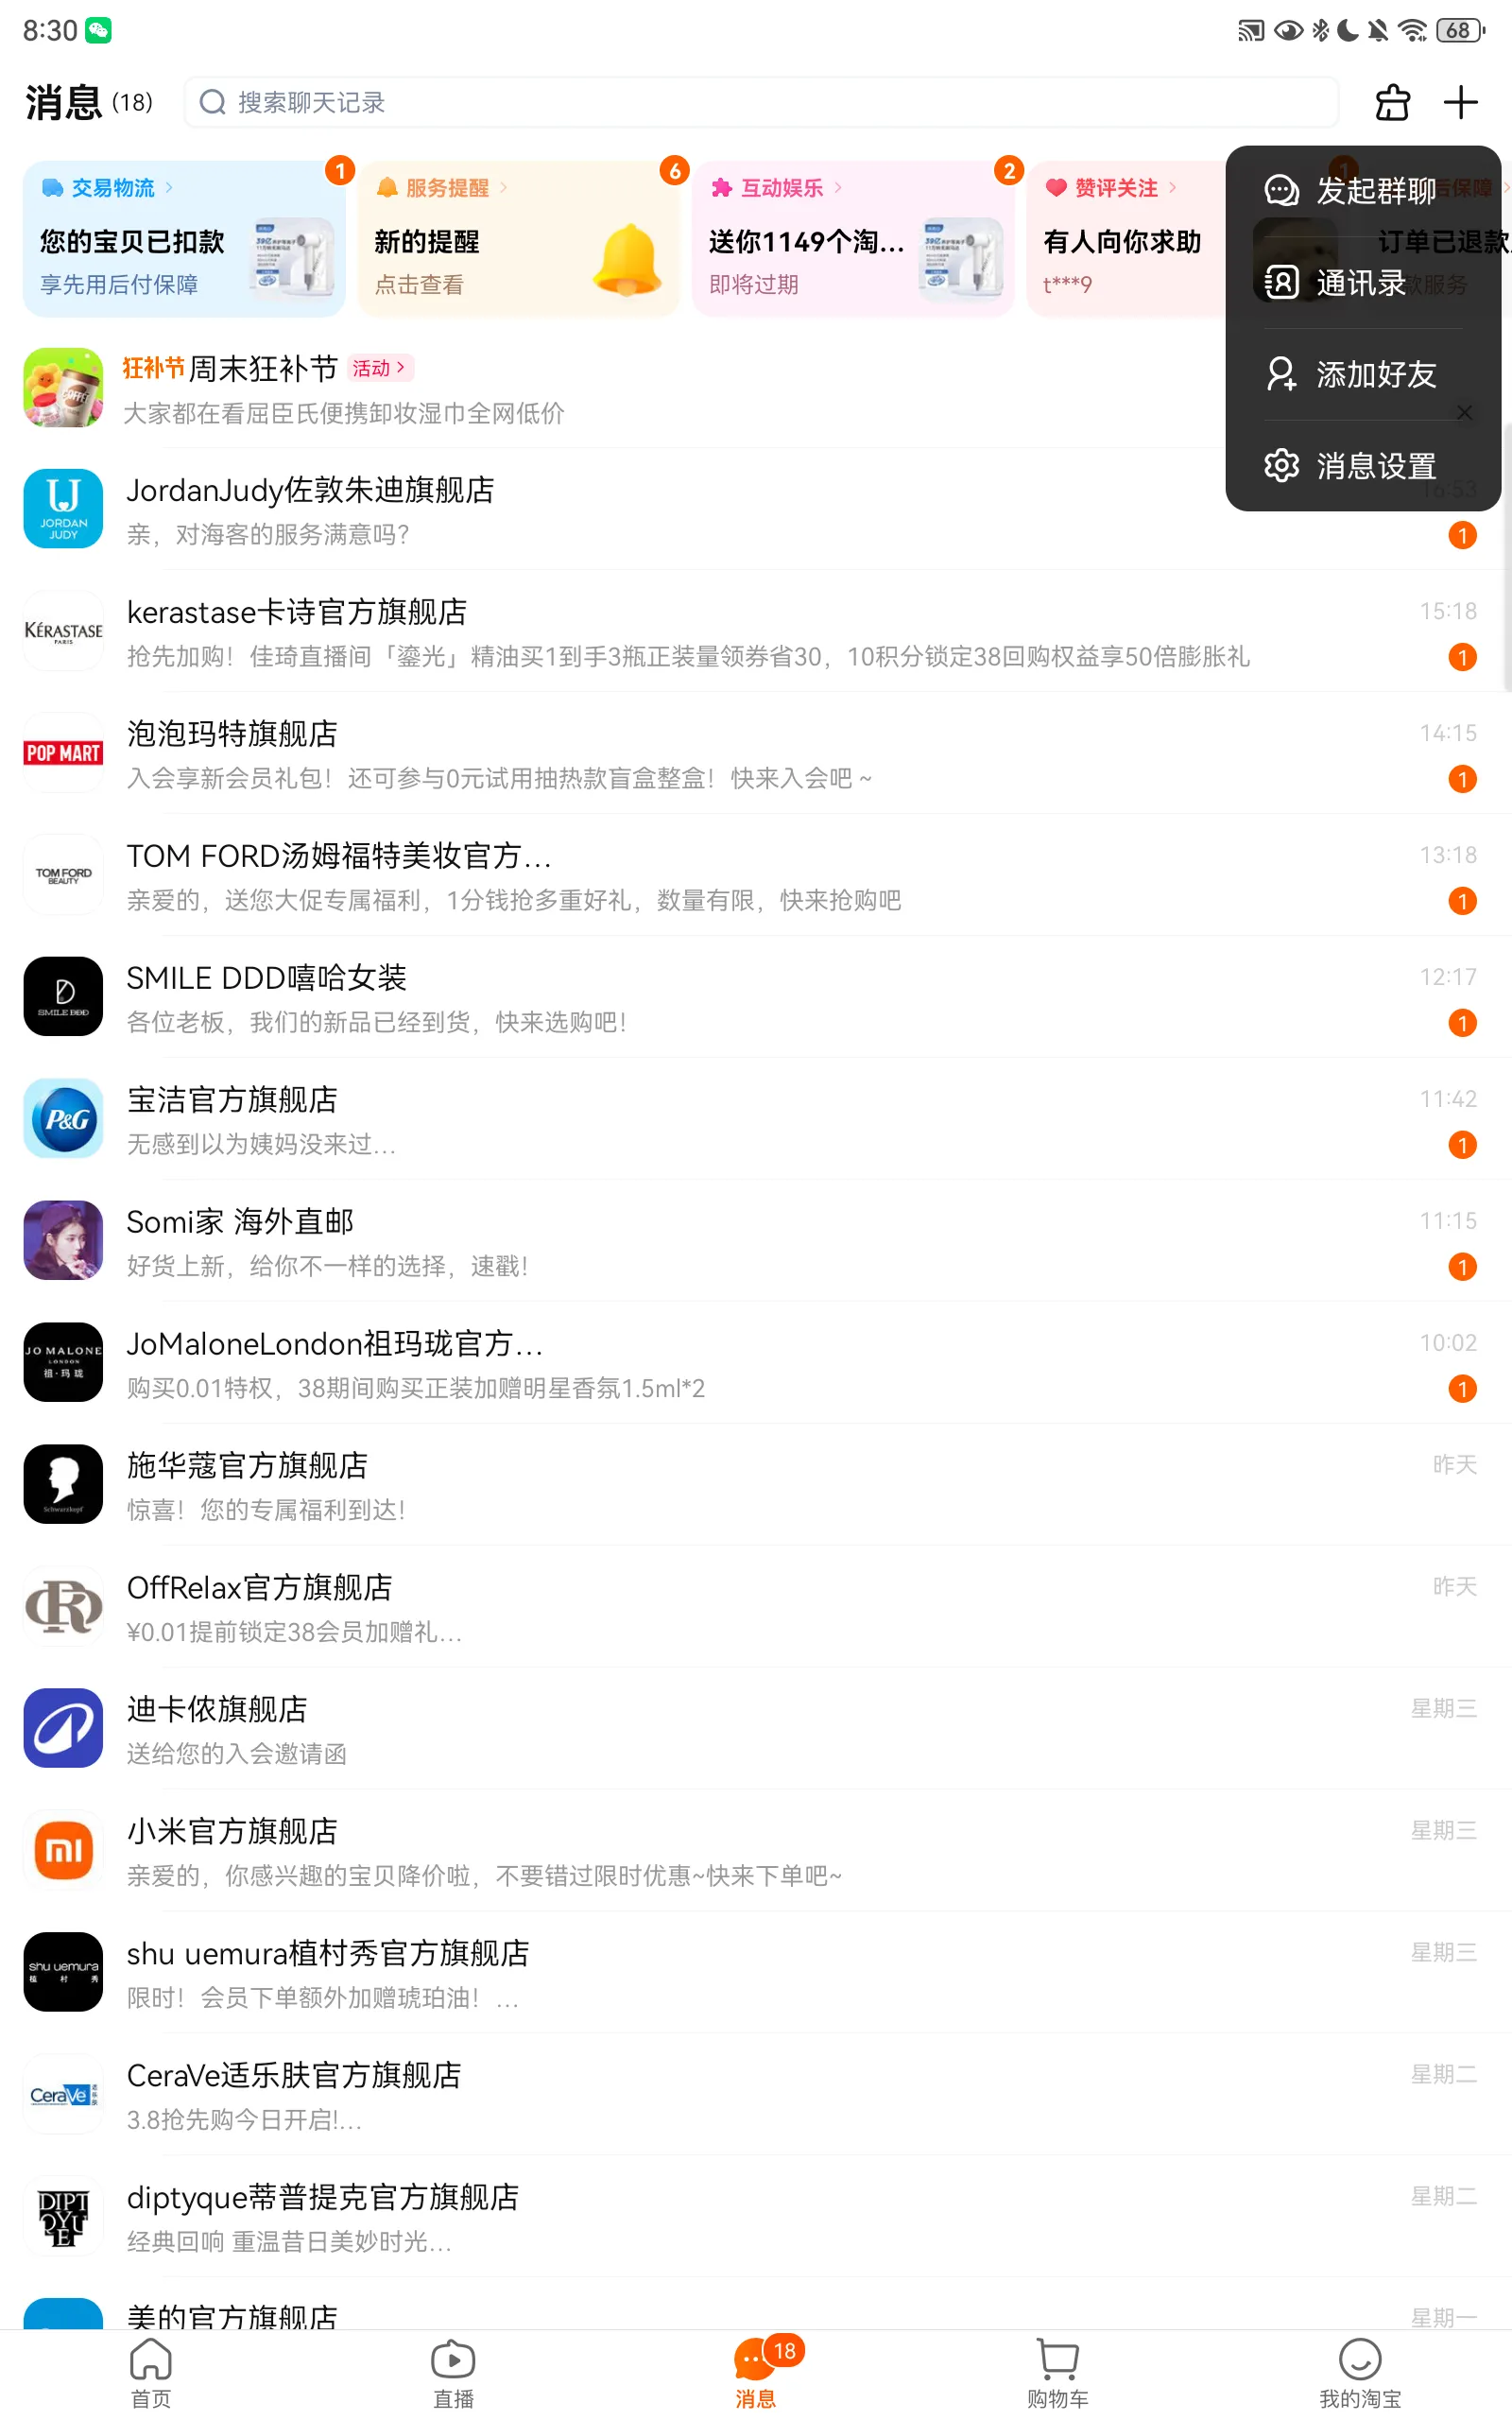 8:30
68
消息 (18)
搜索聊天记录
交易物流
1
您的宝贝已扣款
享先用后付保障
服务提醒
6
新的提醒
点击查看
互动娱乐
2
送你1149个淘...
即将过期
赞评关注
1
有人向你求助
t***9
后保障
订单已退款
款服务
发起群聊
通讯录
添加好友
消息设置
狂补节 周末狂补节 活动
大家都在看屈臣氏便携卸妆湿巾全网低价
JORDAN
JUDY
JordanJudy佐敦朱迪旗舰店
16:53
亲，对海客的服务满意吗？
1
KÉRASTASE
PARIS
kerastase卡诗官方旗舰店
15:18
抢先加购！佳琦直播间「鎏光」精油买1到手3瓶正装量领券省30，10积分锁定38回购权益享50倍膨胀礼
1
POP MART
泡泡玛特旗舰店
14:15
入会享新会员礼包！还可参与0元试用抽热款盲盒整盒！快来入会吧 ~
1
TOM FORD
BEAUTY
TOM FORD汤姆福特美妆官方...
13:18
亲爱的，送您大促专属福利，1分钱抢多重好礼，数量有限，快来抢购吧
1
SMILE DDD
SMILE DDD嘻哈女装
12:17
各位老板，我们的新品已经到货，快来选购吧！
1
P&G
宝洁官方旗舰店
11:42
无感到以为姨妈没来过...
1
Somi家 海外直邮
11:15
好货上新，给你不一样的选择，速戳！
1
JO MALONE
LONDON
祖·玛珑
JoMaloneLondon祖玛珑官方...
10:02
购买0.01特权，38期间购买正装加赠明星香氛1.5ml*2
1
Schwarzkopf
施华蔻官方旗舰店
昨天
惊喜！您的专属福利到达！
OffRelax官方旗舰店
昨天
¥0.01提前锁定38会员加赠礼...
迪卡侬旗舰店
星期三
送给您的入会邀请函
mi
小米官方旗舰店
星期三
亲爱的，你感兴趣的宝贝降价啦，不要错过限时优惠~快来下单吧~
shu uemura
植 村 秀
shu uemura植村秀官方旗舰店
星期三
限时！会员下单额外加赠琥珀油！...
CeraVe
CeraVe适乐肤官方旗舰店
星期二
3.8抢先购今日开启!...
DIPT
YQU
E
diptyque蒂普提克官方旗舰店
星期二
经典回响 重温昔日美妙时光...
美的官方旗舰店
星期一
18
首页
直播
消息
购物车
我的淘宝